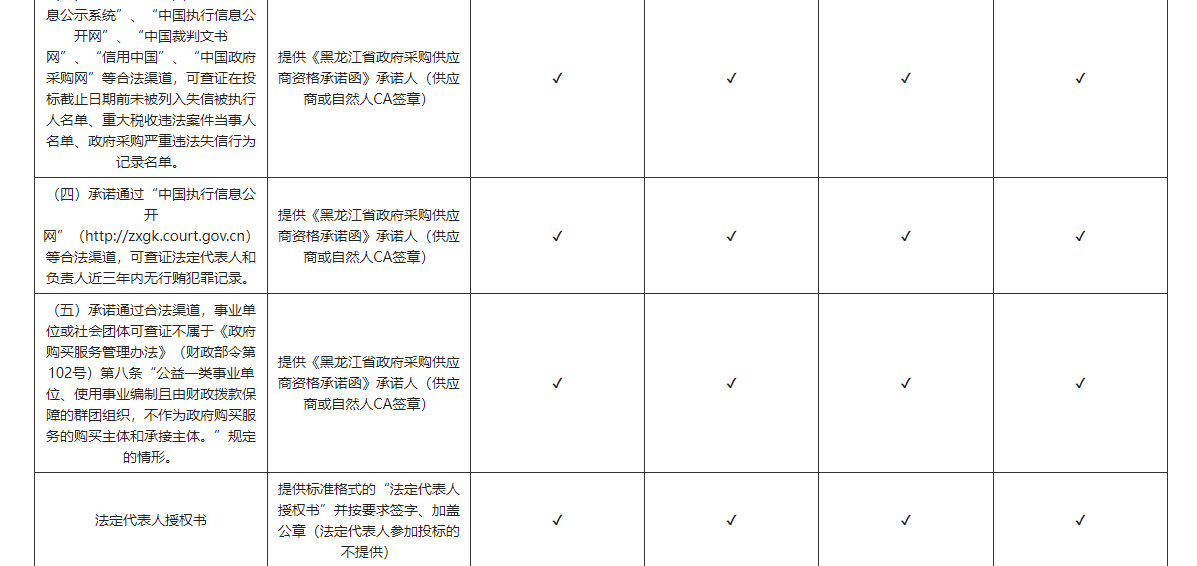 息公示系统”、“中国执行信息公
开网”、“中国裁判文书
网”、“信用中国”、“中国政府
采购网”等合法渠道，可查证在投
标截止日期前未被列入失信被执行
人名单、重大税收违法案件当事人
名单、政府采购严重违法失信行为
记录名单。
提供《黑龙江省政府采购供应
商资格承诺函》承诺人（供应
商或自然人CA签章）
✓ ✓ ✓ ✓
（四）承诺通过“中国执行信息公
开
网”（http://zxgk.court.gov.cn）
等合法渠道，可查证法定代表人和
负责人近三年内无行贿犯罪记录。
提供《黑龙江省政府采购供应
商资格承诺函》承诺人（供应
商或自然人CA签章）
✓ ✓ ✓ ✓
（五）承诺通过合法渠道，事业单
位或社会团体可查证不属于《政府
购买服务管理办法》（财政部令第
102号）第八条“公益一类事业单
位、使用事业编制且由财政拨款保
障的群团组织，不作为政府购买服
务的购买主体和承接主体。”规定
的情形。
提供《黑龙江省政府采购供应
商资格承诺函》承诺人（供应
商或自然人CA签章）
✓ ✓ ✓ ✓
法定代表人授权书
提供标准格式的“法定代表人
授权书”并按要求签字、加盖
公章（法定代表人参加投标的
不提供）
✓ ✓ ✓ ✓